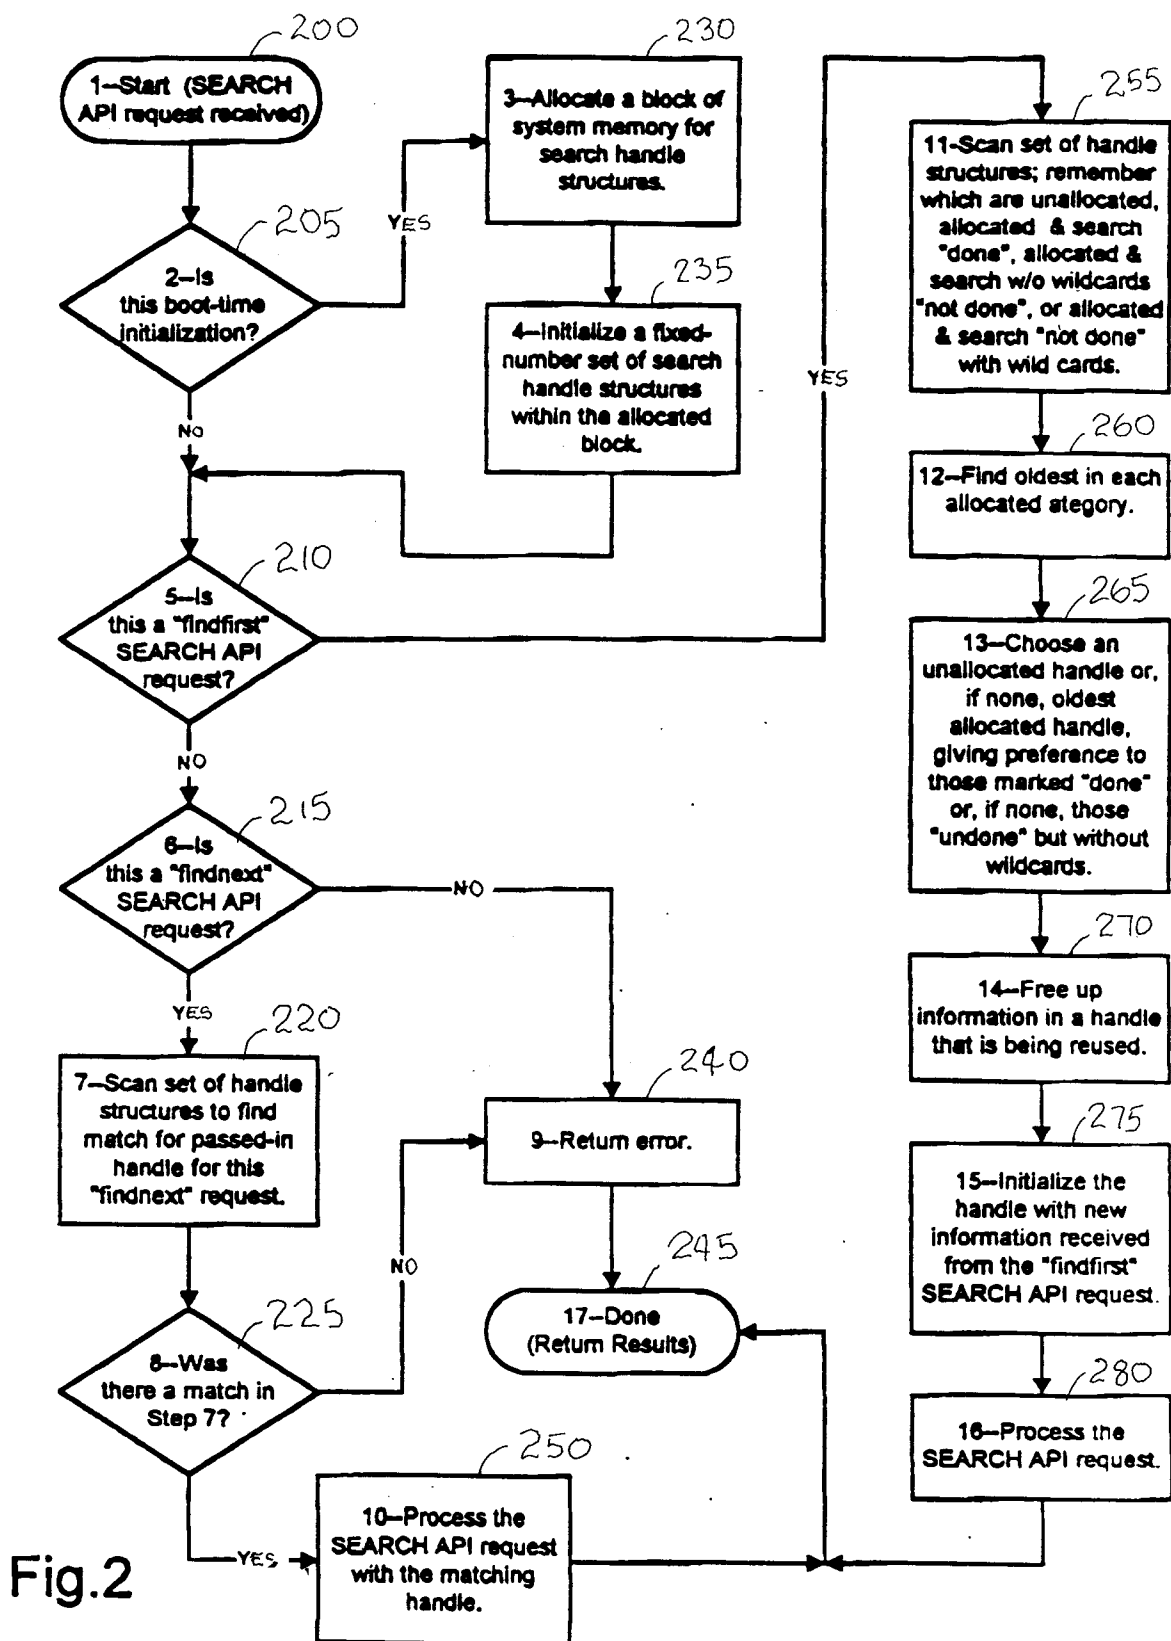 200
1–Start (SEARCH
API request received)
205
2–Is
this boot-time
initialization?
YES
NO
230
3–Allocate a block of
system memory for
search handle
structures.
235
4–Initialize a fixed-
number set of search
handle structures
within the allocated
block.
210
5–Is
this a "findfirst"
SEARCH API
request?
YES
NO
215
6–Is
this a "findnext"
SEARCH API
request?
NO
YES
220
7–Scan set of handle
structures to find
match for passed-in
handle for this
"findnext" request.
225
8–Was
there a match in
Step 7?
NO
YES
240
9–Return error.
245
17–Done
(Return Results)
250
10–Process the
SEARCH API request
with the matching
handle.
255
11-Scan set of handle
structures; remember
which are unallocated,
allocated & search
"done", allocated &
search w/o wildcards
"not done", or allocated
& search "not done"
with wild cards.
260
12–Find oldest in each
allocated ategory.
265
13–Choose an
unallocated handle or,
if none, oldest
allocated handle,
giving preference to
those marked "done"
or, if none, those
"undone" but without
wildcards.
270
14–Free up
information in a handle
that is being reused.
275
15–Initialize the
handle with new
information received
from the "findfirst"
SEARCH API request.
280
16–Process the
SEARCH API request.
Fig.2